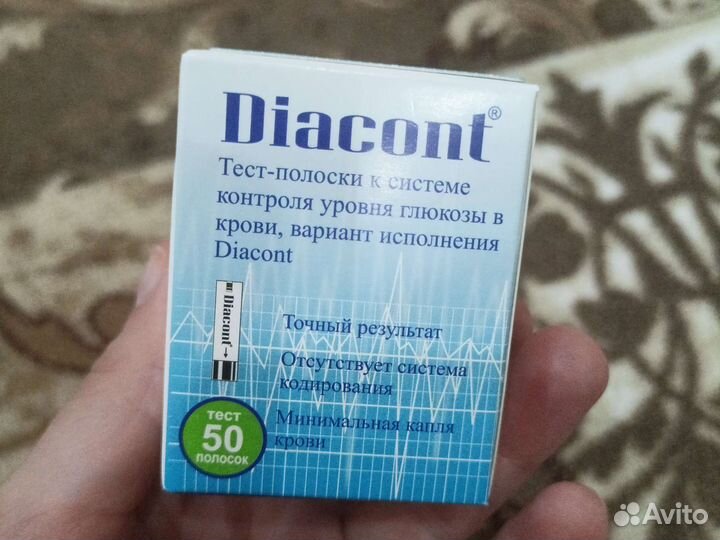 Diacont®
Тест-полоски к системе
контроля уровня глюкозы в
крови, вариант исполнения
Diacont
Diacont→
Точный результат
Отсутствует система
кодирования
Минимальная капля
крови
тест
50
полосок
Avito